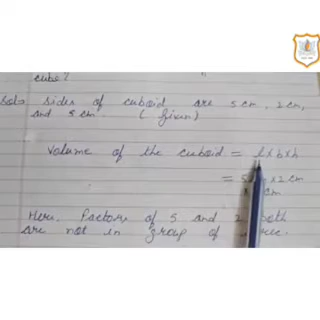 cube?
Sol= sides of cuboid are 5 cm, 2 cm,
and 5 cm (Given)
Volume of the cuboid = l×b×h
= 5 × 2 cm
cm
Here, factors of 5 and 2 both
are not in group of